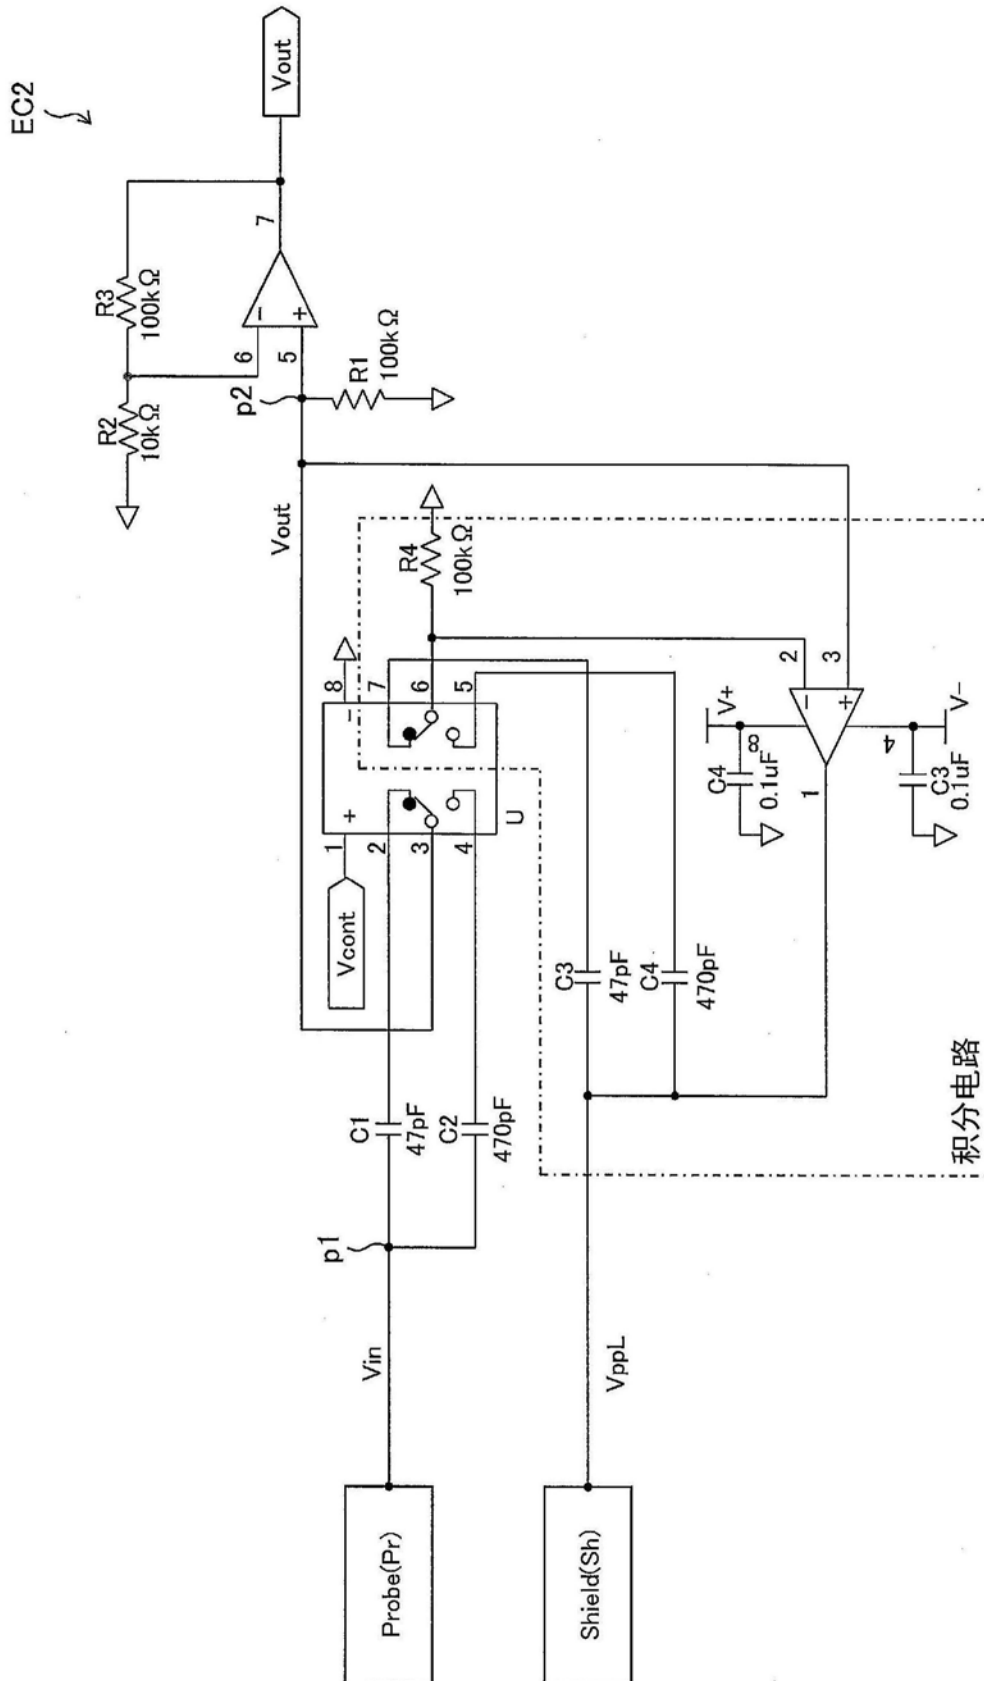 EC2
Vout
R3
100kΩ
R2
10kΩ
7
6
5
-
+
p2
R1
100kΩ
Vout
R4
100kΩ
8
7
6
5
-
+
1
2
3
4
U
Vcont
2
3
-
+
V+
8
C4
0.1uF
1
4
V-
C3
0.1uF
C1
47pF
C2
470pF
C3
47pF
C4
470pF
积分电路
p1
Vin
VppL
Probe(Pr)
Shield(Sh)